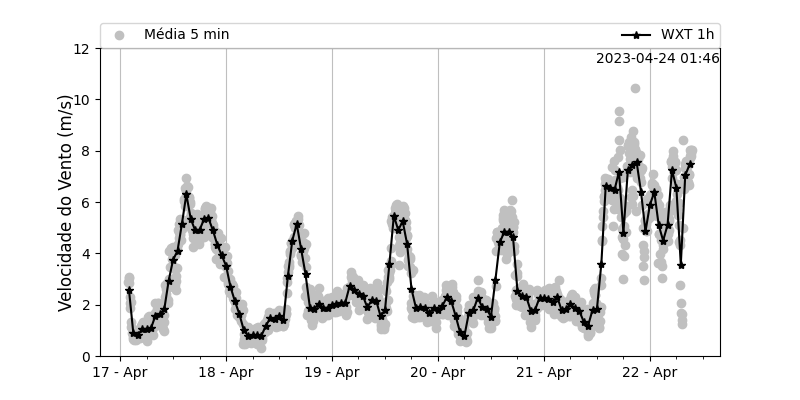 Média 5 min
WXT 1h
2023-04-24 01:46
Velocidade do Vento (m/s)
12
10
8
6
4
2
0
17 - Apr
18 - Apr
19 - Apr
20 - Apr
21 - Apr
22 - Apr